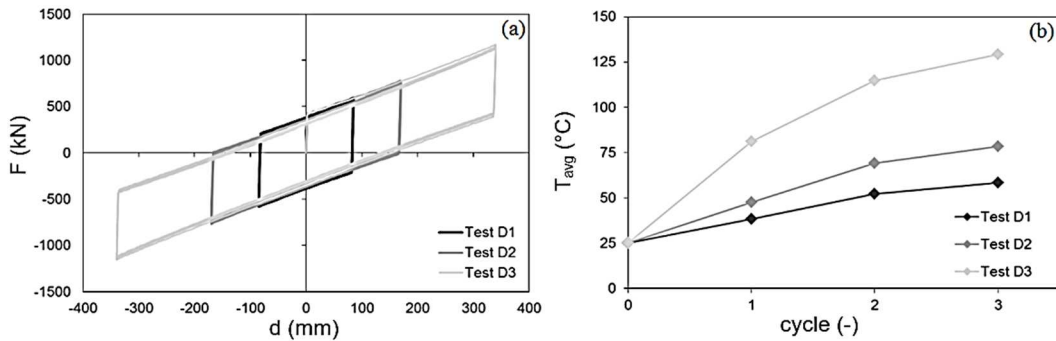 (a)
1500
1000
500
0
-500
-1000
-1500
F (kN)
-400 -300 -200 -100 0 100 200 300 400
d (mm)
Test D1
Test D2
Test D3
(b)
150
125
100
75
50
25
0
Tavg (°C)
0 1 2 3
cycle (-)
Test D1
Test D2
Test D3